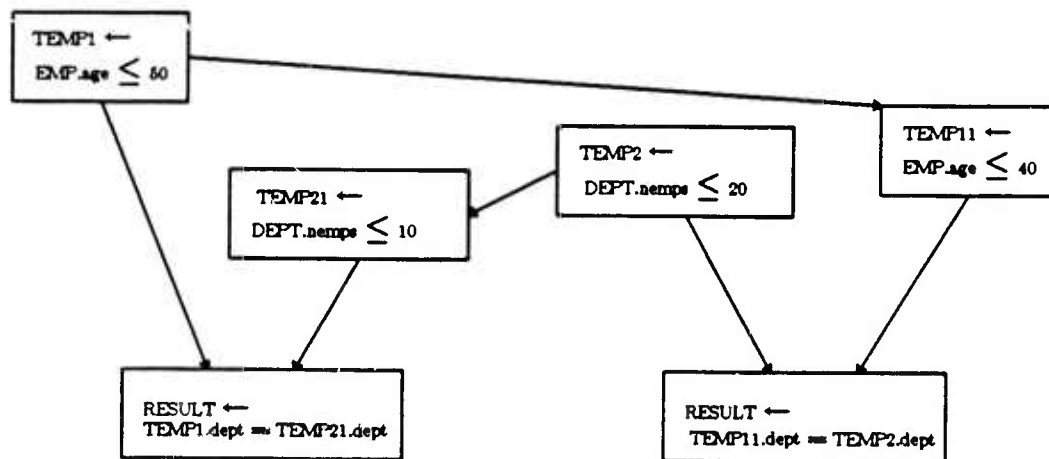 TEMP1 ←
EMP.age ≤ 50
TEMP11 ←
EMP.age ≤ 40
TEMP2 ←
DEPT.nemps ≤ 20
TEMP21 ←
DEPT.nemps ≤ 10
RESULT ←
TEMP1.dept == TEMP21.dept
RESULT ←
TEMP11.dept == TEMP2.dept